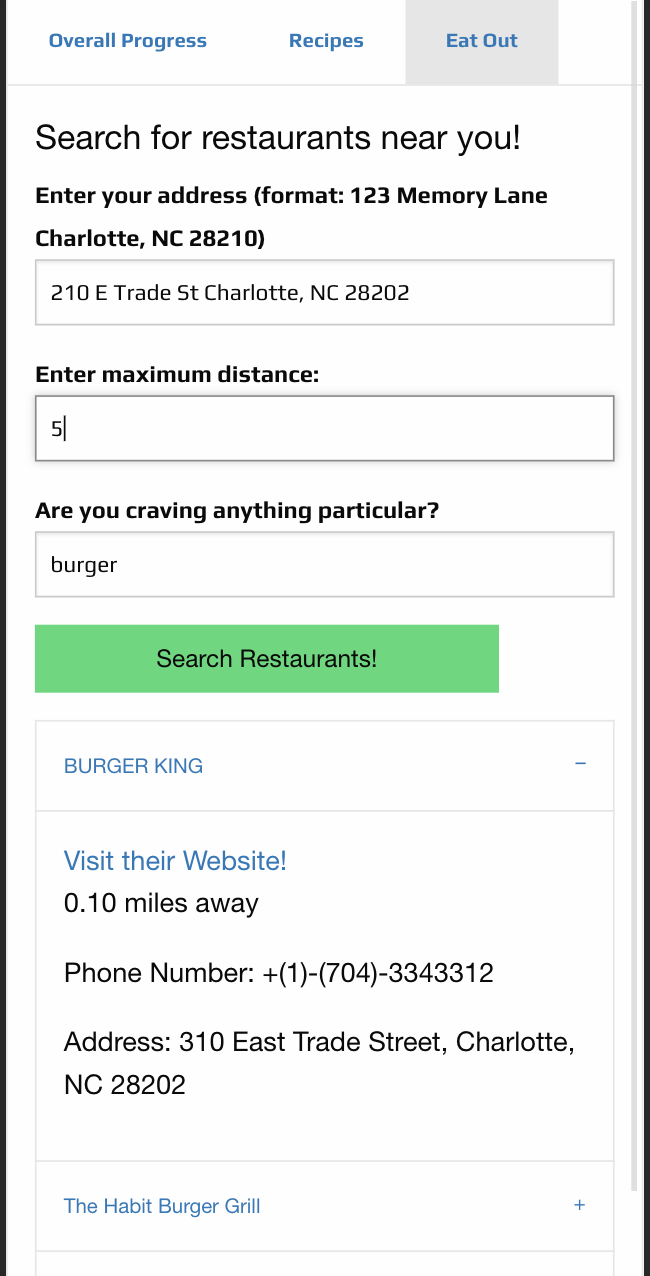 Overall Progress Recipes Eat Out
Search for restaurants near you!
Enter your address (format: 123 Memory Lane
Charlotte, NC 28210)
210 E Trade St Charlotte, NC 28202
Enter maximum distance:
5
Are you craving anything particular?
burger
Search Restaurants!
BURGER KING −
Visit their Website!
0.10 miles away
Phone Number: +(1)-(704)-3343312
Address: 310 East Trade Street, Charlotte,
NC 28202
The Habit Burger Grill +